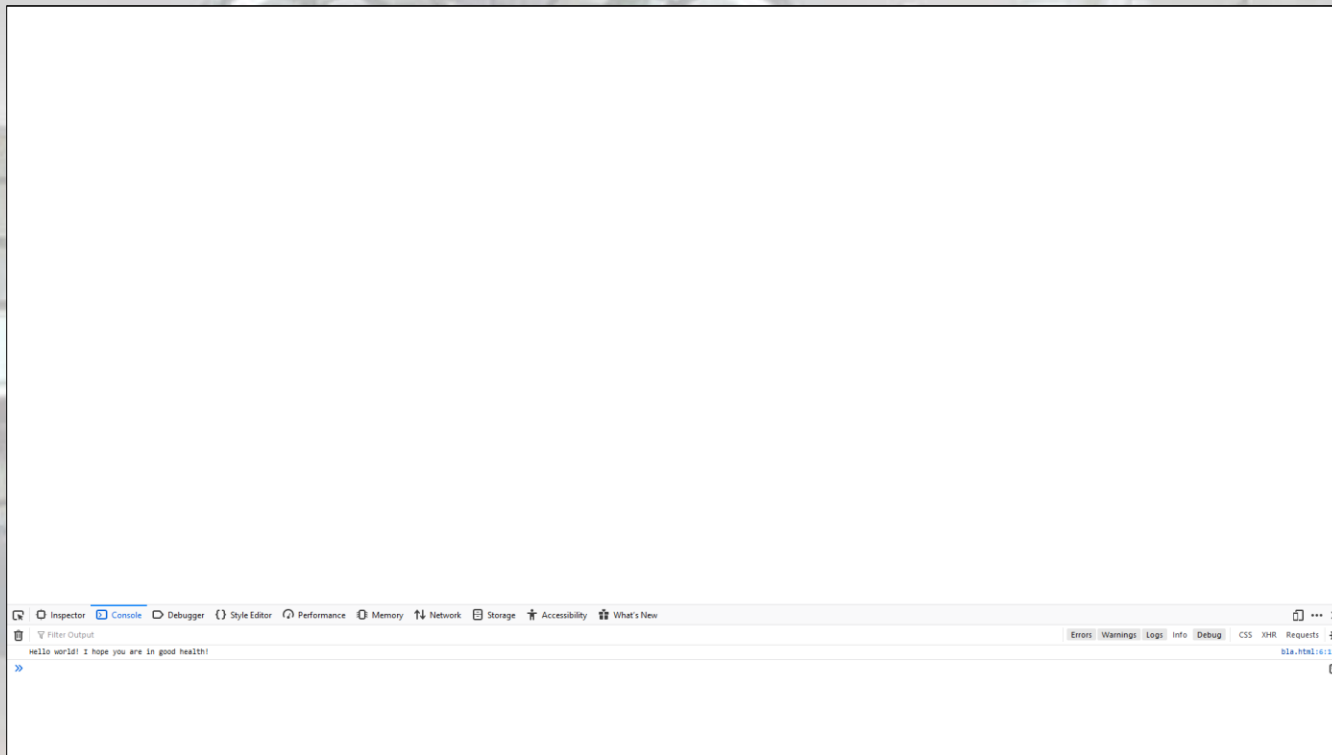 Inspector Console Debugger Style Editor Performance Memory Network Storage Accessibility What's New
Filter Output Errors Warnings Logs Info Debug CSS XHR Requests
Hello world! I hope you are in good health! bla.html:6:1